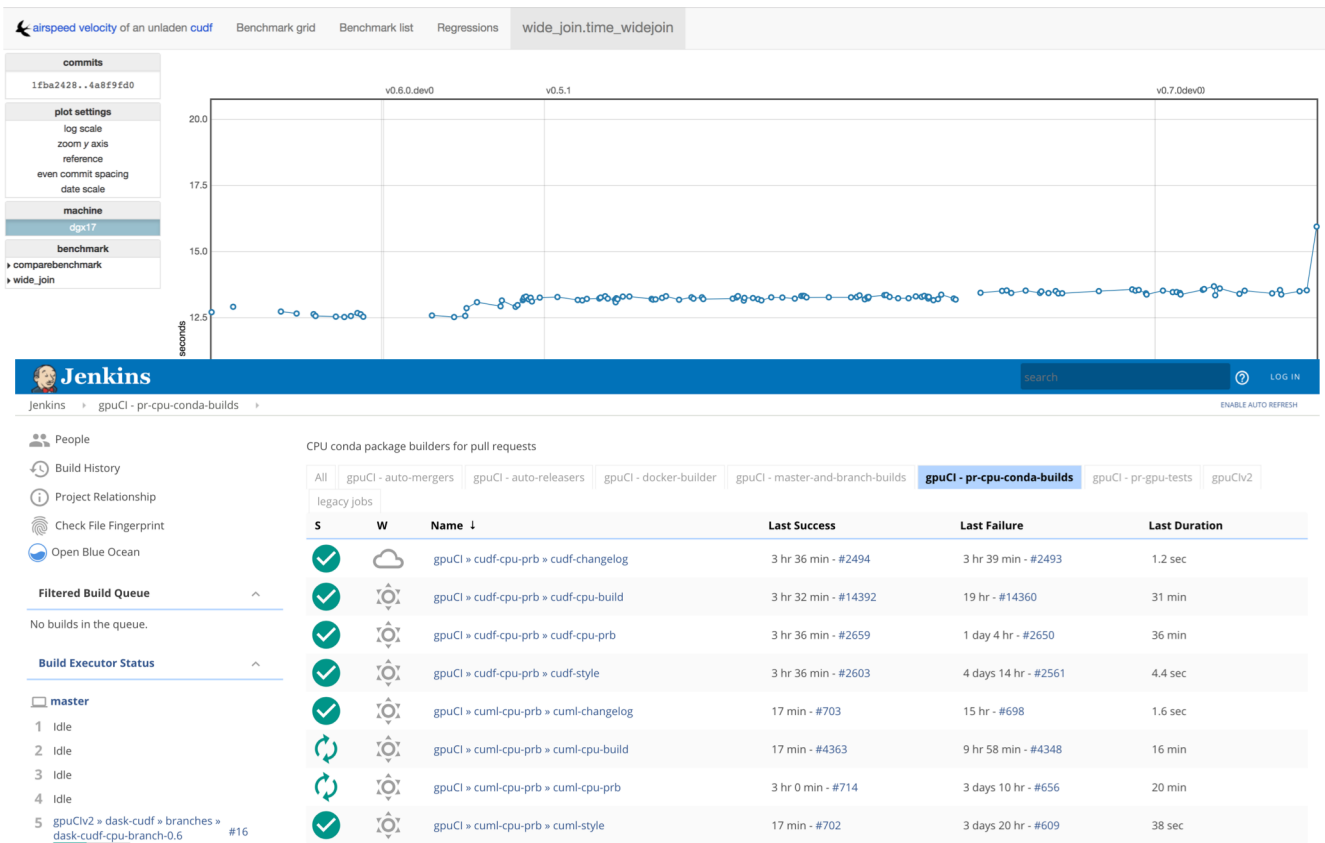 airspeed velocity of an unladen cudf Benchmark grid Benchmark list Regressions wide_join.time_widejoin
commits
1fba2428..4a8f9fd0
plot settings
log scale
zoom y axis
reference
even commit spacing
date scale
machine
dgx17
benchmark
comparebenchmark
wide_join
v0.6.0.dev0 v0.5.1 v0.7.0dev0)
20.0
17.5
15.0
12.5
seconds
Jenkins search LOG IN
Jenkins gpuCI - pr-cpu-conda-builds ENABLE AUTO REFRESH
People
Build History
Project Relationship
Check File Fingerprint
Open Blue Ocean
Filtered Build Queue
No builds in the queue.
Build Executor Status
master
1 Idle
2 Idle
3 Idle
4 Idle
5 gpuCIv2 » dask-cudf » branches »
dask-cudf-cpu-branch-0.6 #16
CPU conda package builders for pull requests
All gpuCI - auto-mergers gpuCI - auto-releasers gpuCI - docker-builder gpuCI - master-and-branch-builds gpuCI - pr-cpu-conda-builds gpuCI - pr-gpu-tests gpuCIv2
legacy jobs
S W Name ↓ Last Success Last Failure Last Duration
gpuCI » cudf-cpu-prb » cudf-changelog 3 hr 36 min - #2494 3 hr 39 min - #2493 1.2 sec
gpuCI » cudf-cpu-prb » cudf-cpu-build 3 hr 32 min - #14392 19 hr - #14360 31 min
gpuCI » cudf-cpu-prb » cudf-cpu-prb 3 hr 36 min - #2659 1 day 4 hr - #2650 36 min
gpuCI » cudf-cpu-prb » cudf-style 3 hr 36 min - #2603 4 days 14 hr - #2561 4.4 sec
gpuCI » cuml-cpu-prb » cuml-changelog 17 min - #703 15 hr - #698 1.6 sec
gpuCI » cuml-cpu-prb » cuml-cpu-build 17 min - #4363 9 hr 58 min - #4348 16 min
gpuCI » cuml-cpu-prb » cuml-cpu-prb 3 hr 0 min - #714 3 days 10 hr - #656 20 min
gpuCI » cuml-cpu-prb » cuml-style 17 min - #702 3 days 20 hr - #609 38 sec